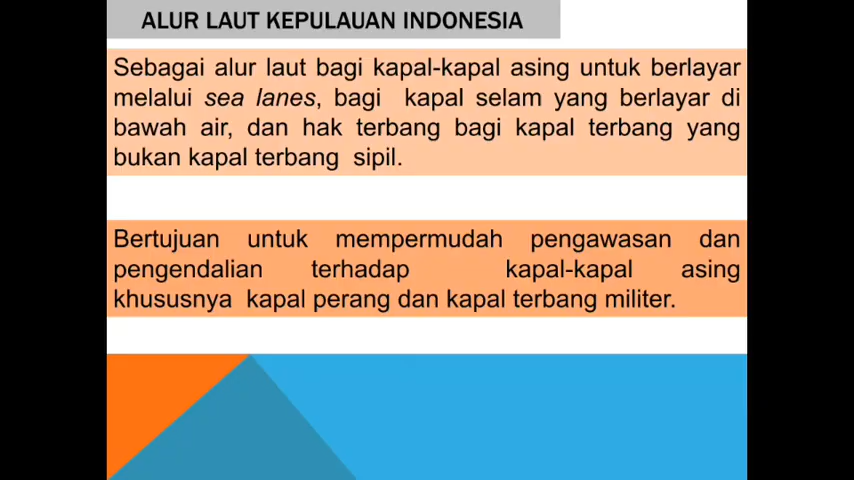 ALUR LAUT KEPULAUAN INDONESIA
Sebagai alur laut bagi kapal-kapal asing untuk berlayar
melalui sea lanes, bagi kapal selam yang berlayar di
bawah air, dan hak terbang bagi kapal terbang yang
bukan kapal terbang sipil.
Bertujuan untuk mempermudah pengawasan dan
pengendalian terhadap kapal-kapal asing
khususnya kapal perang dan kapal terbang militer.